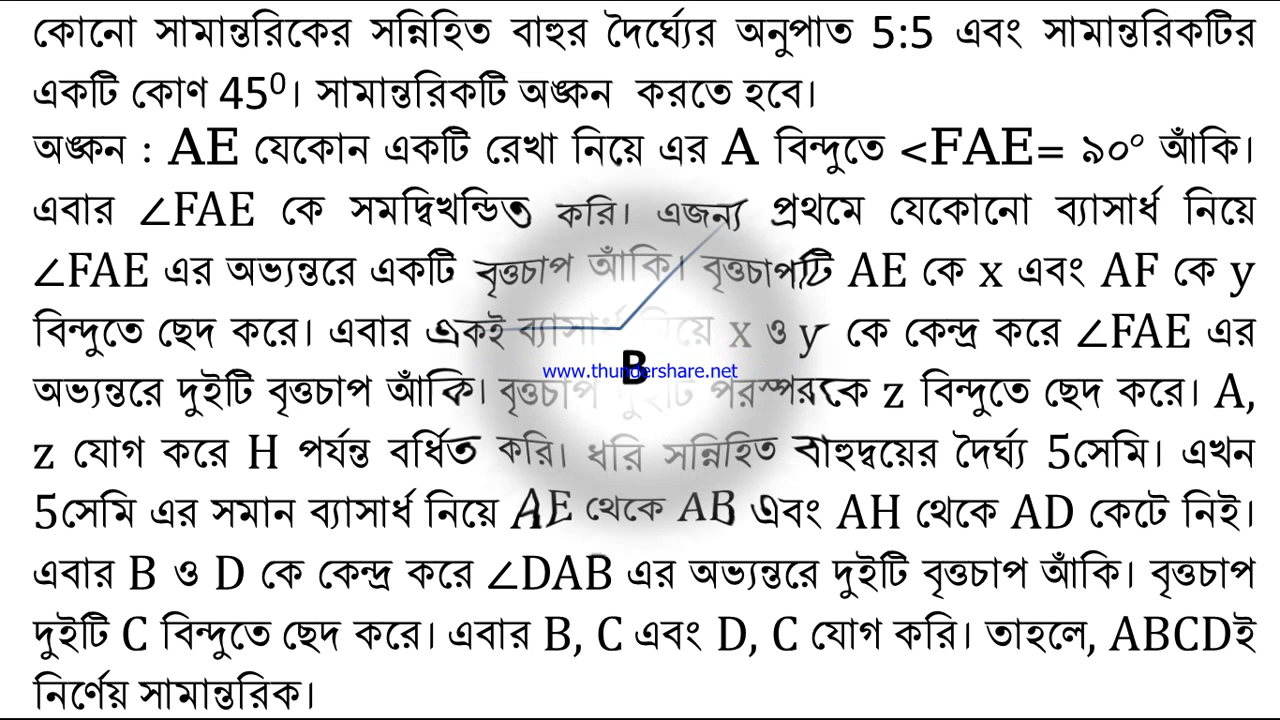 কোনো সামান্তরিকের সন্নিহিত বাহুর দৈর্ঘ্যের অনুপাত 5:5 এবং সামান্তরিকটির
একটি কোণ 45⁰। সামান্তরিকটি অঙ্কন করতে হবে।
অঙ্কন : AE যেকোন একটি রেখা নিয়ে এর A বিন্দুতে <FAE= ৯০° আঁকি।
এবার ∠FAE কে সমদ্বিখন্ডিত করি। এজন্য প্রথমে যেকোনো ব্যাসার্ধ নিয়ে
∠FAE এর অভ্যন্তরে একটি বৃত্তচাপ আঁকি। বৃত্তচাপটি AE কে x এবং AF কে y
বিন্দুতে ছেদ করে। এবার একই ব্যাসার্ধ নিয়ে x ও y কে কেন্দ্র করে ∠FAE এর
অভ্যন্তরে দুইটি বৃত্তচাপ আঁকি। বৃত্তচাপ দুইটি পরস্পরকে z বিন্দুতে ছেদ করে। A,
B
www.thundershare.net
z যোগ করে H পর্যন্ত বর্ধিত করি। ধরি সন্নিহিত বাহুদ্বয়ের দৈর্ঘ্য 5সেমি। এখন
5সেমি এর সমান ব্যাসার্ধ নিয়ে AE থেকে AB এবং AH থেকে AD কেটে নিই।
এবার B ও D কে কেন্দ্র করে ∠DAB এর অভ্যন্তরে দুইটি বৃত্তচাপ আঁকি। বৃত্তচাপ
দুইটি C বিন্দুতে ছেদ করে। এবার B, C এবং D, C যোগ করি। তাহলে, ABCDই
নির্ণেয় সামান্তরিক।